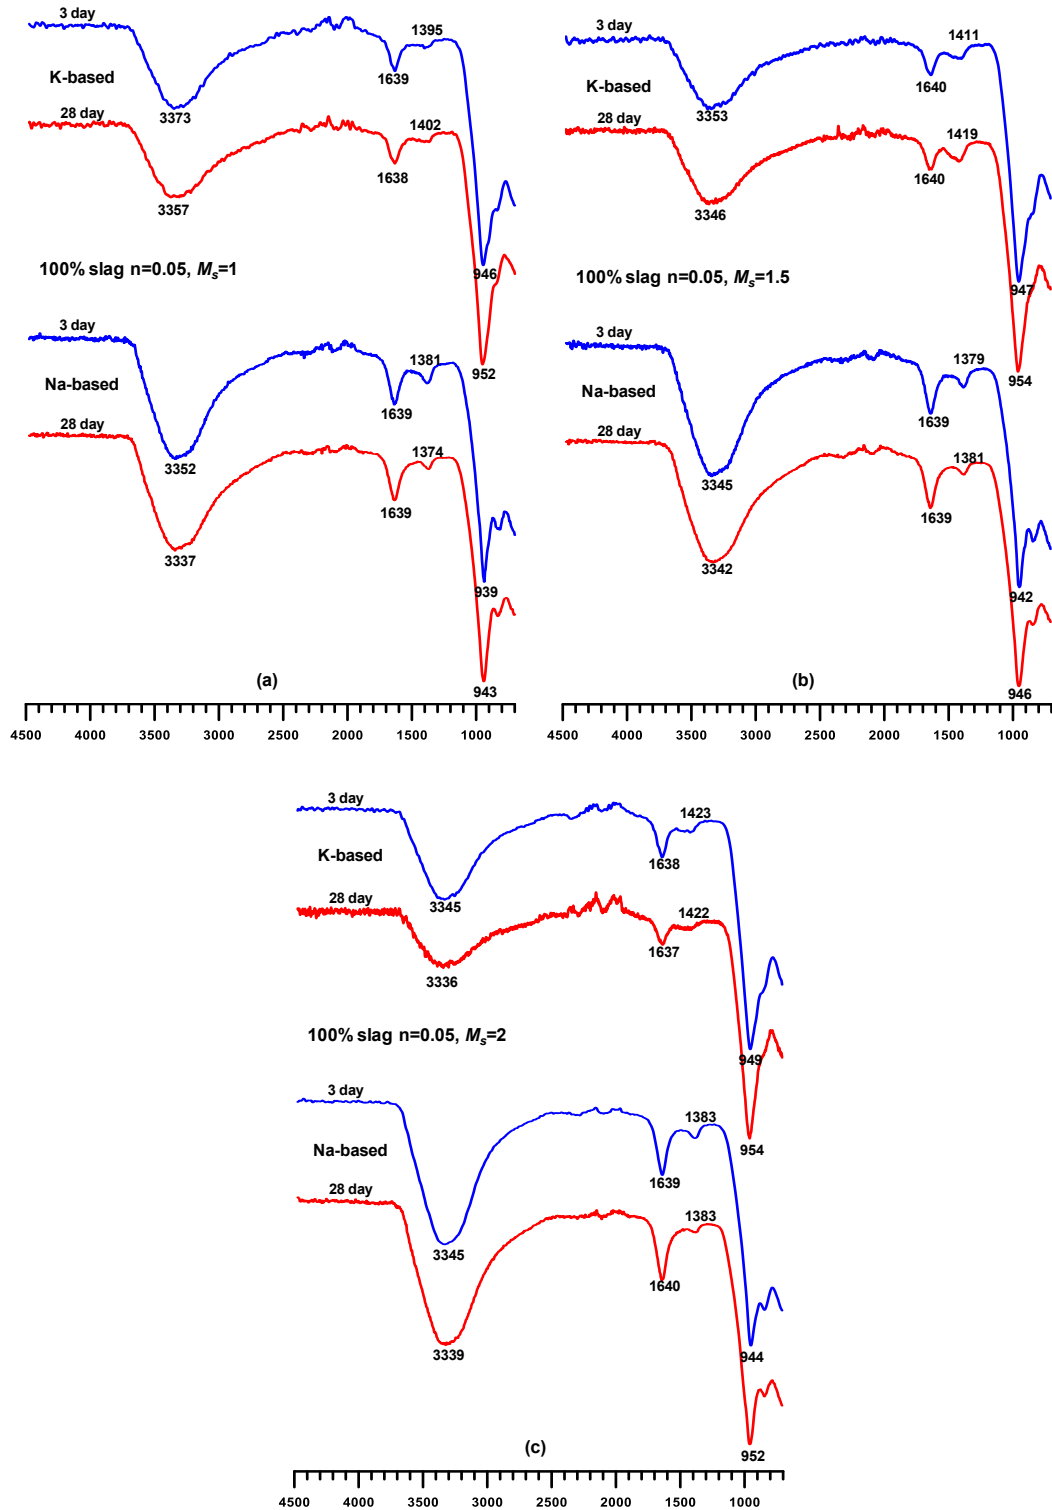 3 day
1395
K-based
1639
3373
28 day
1402
1638
3357
946
100% slag n=0.05, Ms=1
952
3 day
1381
Na-based
1639
3352
28 day
1374
1639
3337
939
943
(a)
4500 4000 3500 3000 2500 2000 1500 1000
3 day
1411
K-based
1640
3353
28 day
1419
1640
3346
947
100% slag n=0.05, Ms=1.5
954
3 day
1379
Na-based
1639
3345
28 day
1381
1639
3342
942
946
(b)
4500 4000 3500 3000 2500 2000 1500 1000
3 day
1423
K-based
1638
3345
28 day
1422
1637
3336
949
100% slag n=0.05, Ms=2
954
3 day
1383
Na-based
1639
3345
28 day
1383
1640
3339
944
952
(c)
4500 4000 3500 3000 2500 2000 1500 1000